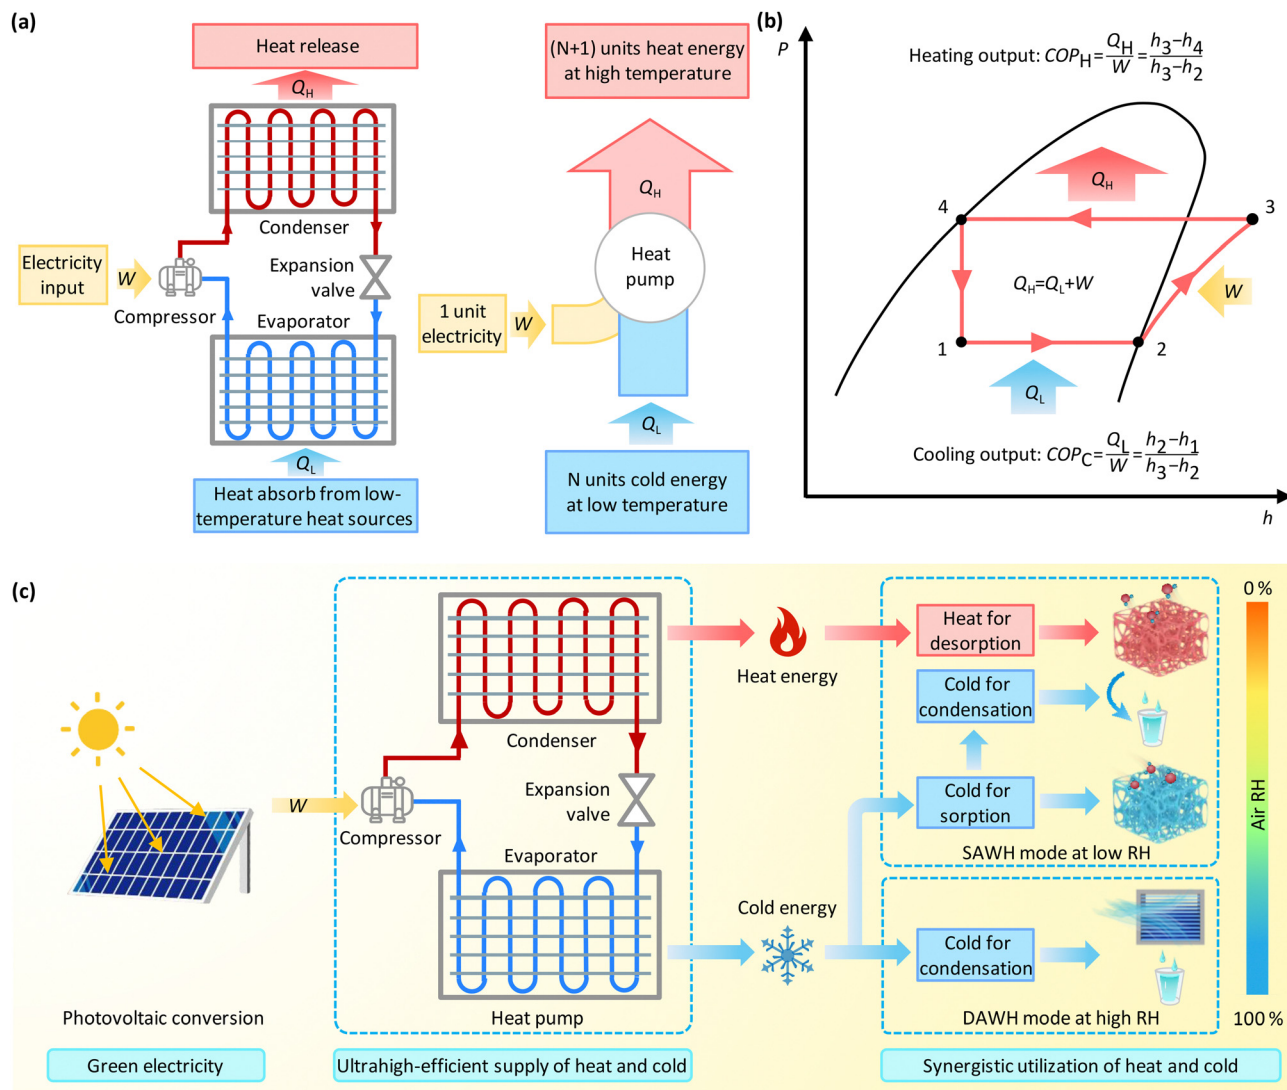 (a)
Heat release
Q_H
Condenser
Electricity
input
W
Compressor
Expansion
valve
Evaporator
Q_L
Heat absorb from low-
temperature heat sources
(N+1) units heat energy
at high temperature
Q_H
Heat
pump
1 unit
electricity
W
Q_L
N units cold energy
at low temperature
(b)
P
Heating output: COP_H = Q_H/W = (h_3−h_4)/(h_3−h_2)
Q_H
4
3
Q_H=Q_L+W
W
1
2
Q_L
Cooling output: COP_C = Q_L/W = (h_2−h_1)/(h_3−h_2)
h
(c)
Photovoltaic conversion
Green electricity
W
Condenser
Compressor
Expansion
valve
Evaporator
Heat pump
Ultrahigh-efficient supply of heat and cold
Heat energy
Cold energy
Heat for
desorption
Cold for
condensation
Cold for
sorption
SAWH mode at low RH
Cold for
condensation
DAWH mode at high RH
Synergistic utilization of heat and cold
0 %
Air RH
100 %